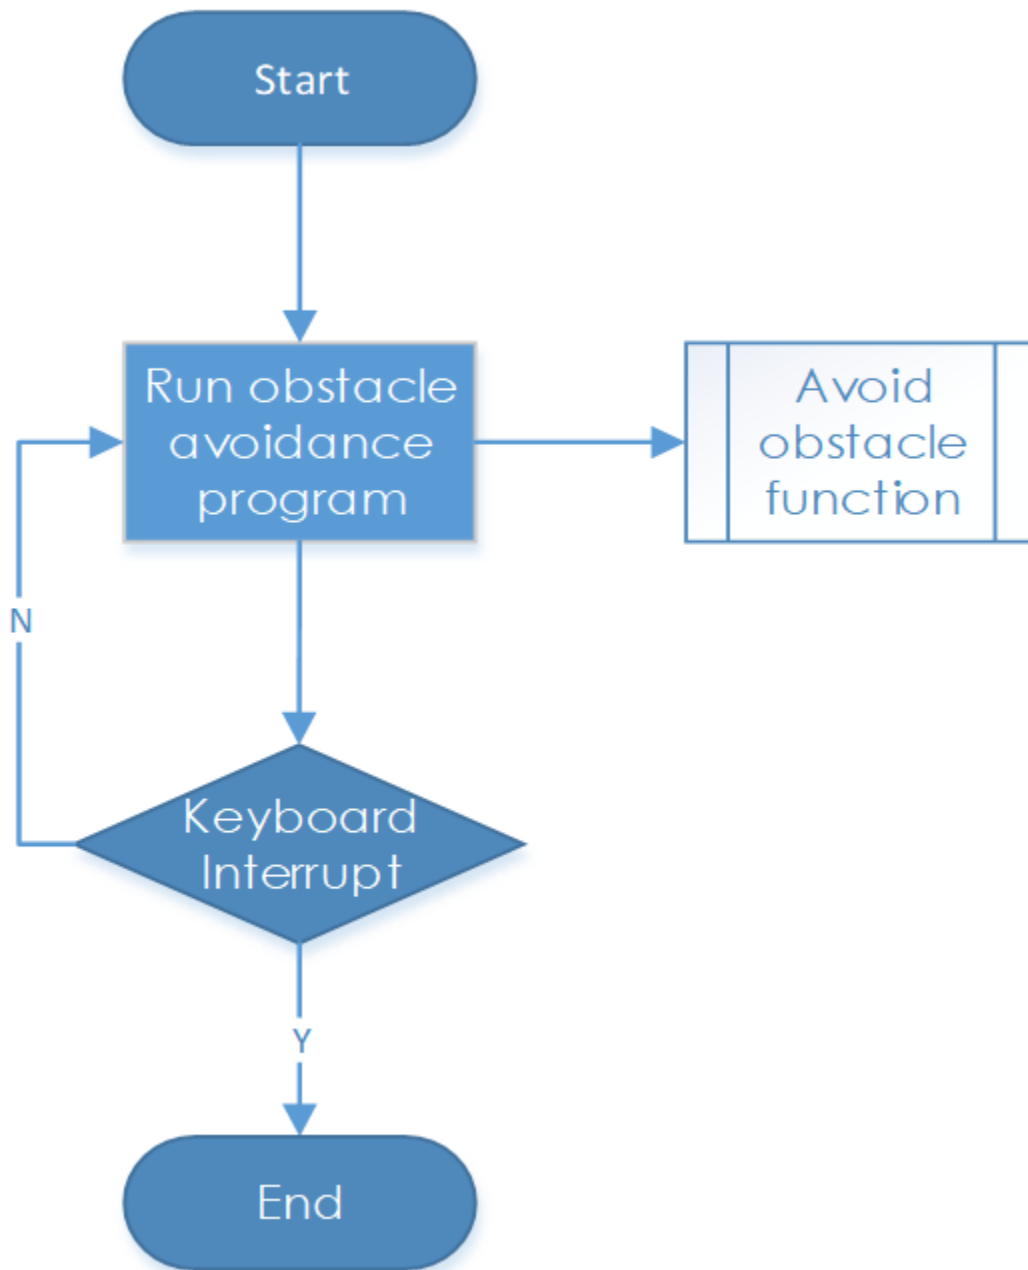 Start
Run obstacle
avoidance
program
Avoid
obstacle
function
N
Keyboard
Interrupt
Y
End